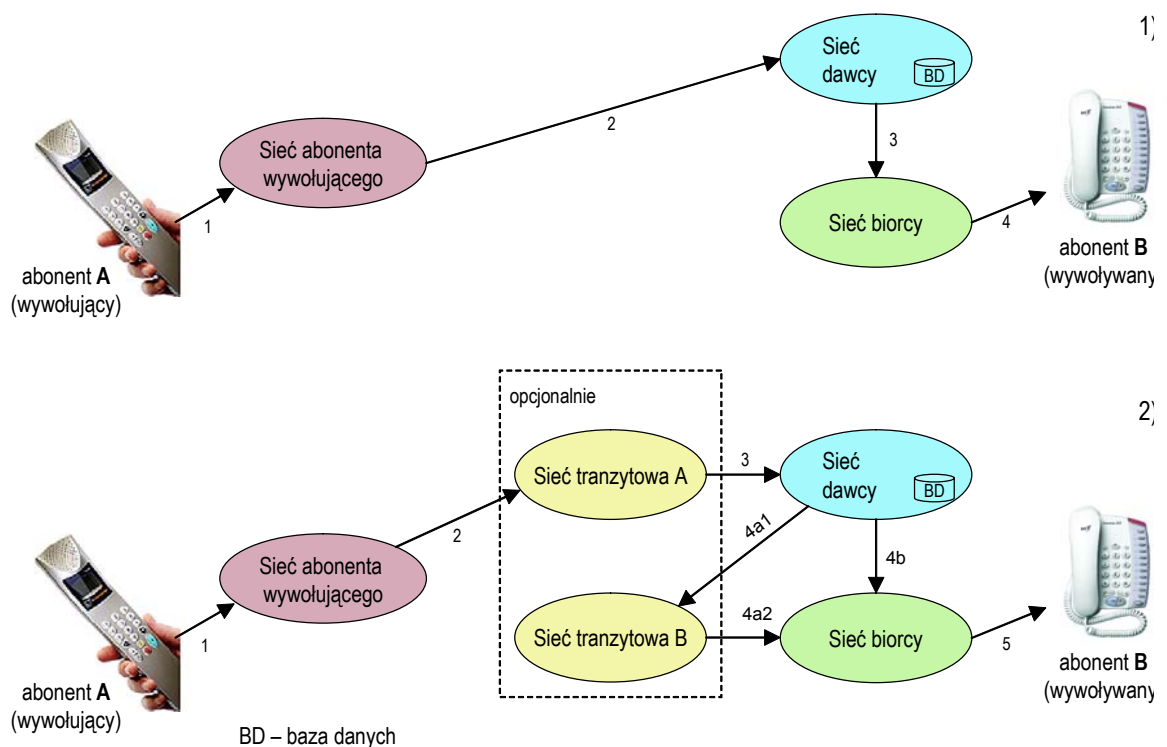 1)
Sieć
dawcy
BD
2
Sieć abonenta
wywołującego
3
1
Sieć biorcy
4
abonent A
(wywołujący)
abonent B
(wywoływany
opcjonalnie
2)
Sieć tranzytowa A
3
Sieć
dawcy
BD
2
4a1
4b
Sieć abonenta
wywołującego
1
Sieć tranzytowa B
4a2
Sieć biorcy
5
abonent A
(wywołujący)
abonent B
(wywoływany
BD – baza danych